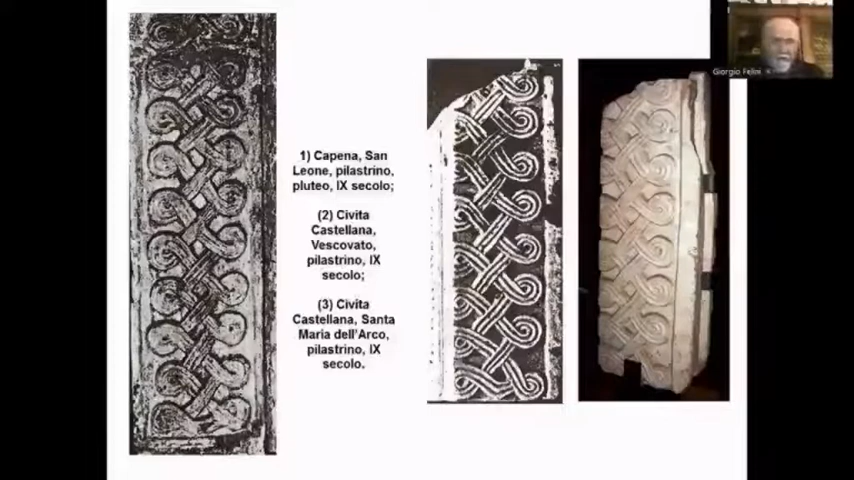 Giorgio Felini
1) Capena, San
Leone, pilastrino,
pluteo, IX secolo;
(2) Civita
Castellana,
Vescovato,
pilastrino, IX
secolo;
(3) Civita
Castellana, Santa
Maria dell'Arco,
pilastrino, IX
secolo.